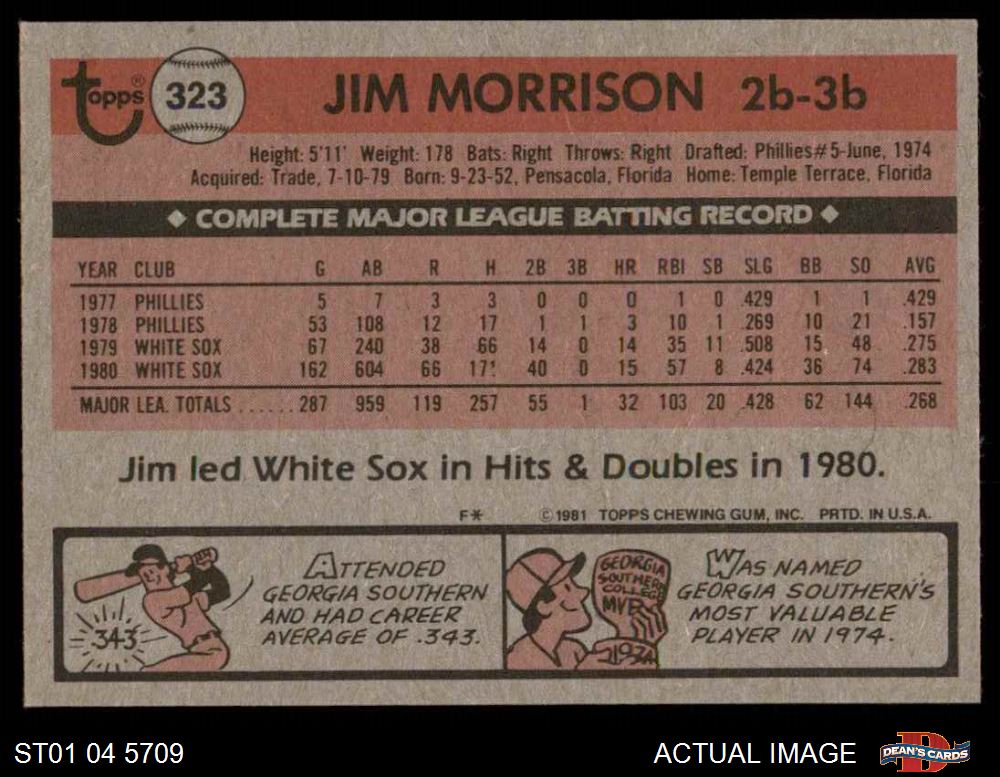 topps ® 323 JIM MORRISON 2b-3b
Height: 5'11' Weight: 178 Bats: Right Throws: Right Drafted: Phillies#5-June, 1974
Acquired: Trade, 7-10-79 Born: 9-23-52, Pensacola, Florida Home: Temple Terrace, Florida
◆ COMPLETE MAJOR LEAGUE BATTING RECORD ◆
YEAR CLUB G AB R H 2B 3B HR RBI SB SLG BB SO AVG
1977 PHILLIES 5 7 3 3 0 0 0 1 0 .429 1 1 .429
1978 PHILLIES 53 108 12 17 1 1 3 10 1 .269 10 21 .157
1979 WHITE SOX 67 240 38 66 14 0 14 35 11 .508 15 48 .275
1980 WHITE SOX 162 604 66 171 40 0 15 57 8 .424 36 74 .283
MAJOR LEA. TOTALS ...... 287 959 119 257 55 1 32 103 20 .428 62 144 .268
Jim led White Sox in Hits & Doubles in 1980.
F* © 1981 TOPPS CHEWING GUM, INC. PRTD. IN U.S.A.
.343
ATTENDED
GEORGIA SOUTHERN
AND HAD CAREER
AVERAGE OF .343.
GEORGIA
SOUTHERN
COLLEGE
MVP
1974
WAS NAMED
GEORGIA SOUTHERN'S
MOST VALUABLE
PLAYER IN 1974.
ST01 04 5709 ACTUAL IMAGE DEAN'S CARDS